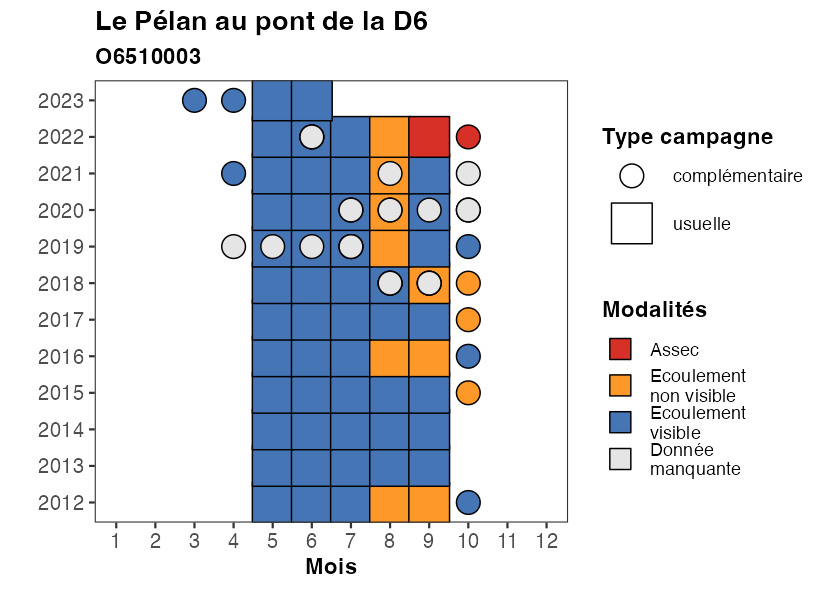 Le Pélan au pont de la D6
O6510003
2023
2022
2021
2020
2019
2018
2017
2016
2015
2014
2013
2012
1 2 3 4 5 6 7 8 9 10 11 12
Mois
Type campagne
complémentaire
usuelle
Modalités
Assec
Ecoulement
non visible
Ecoulement
visible
Donnée
manquante